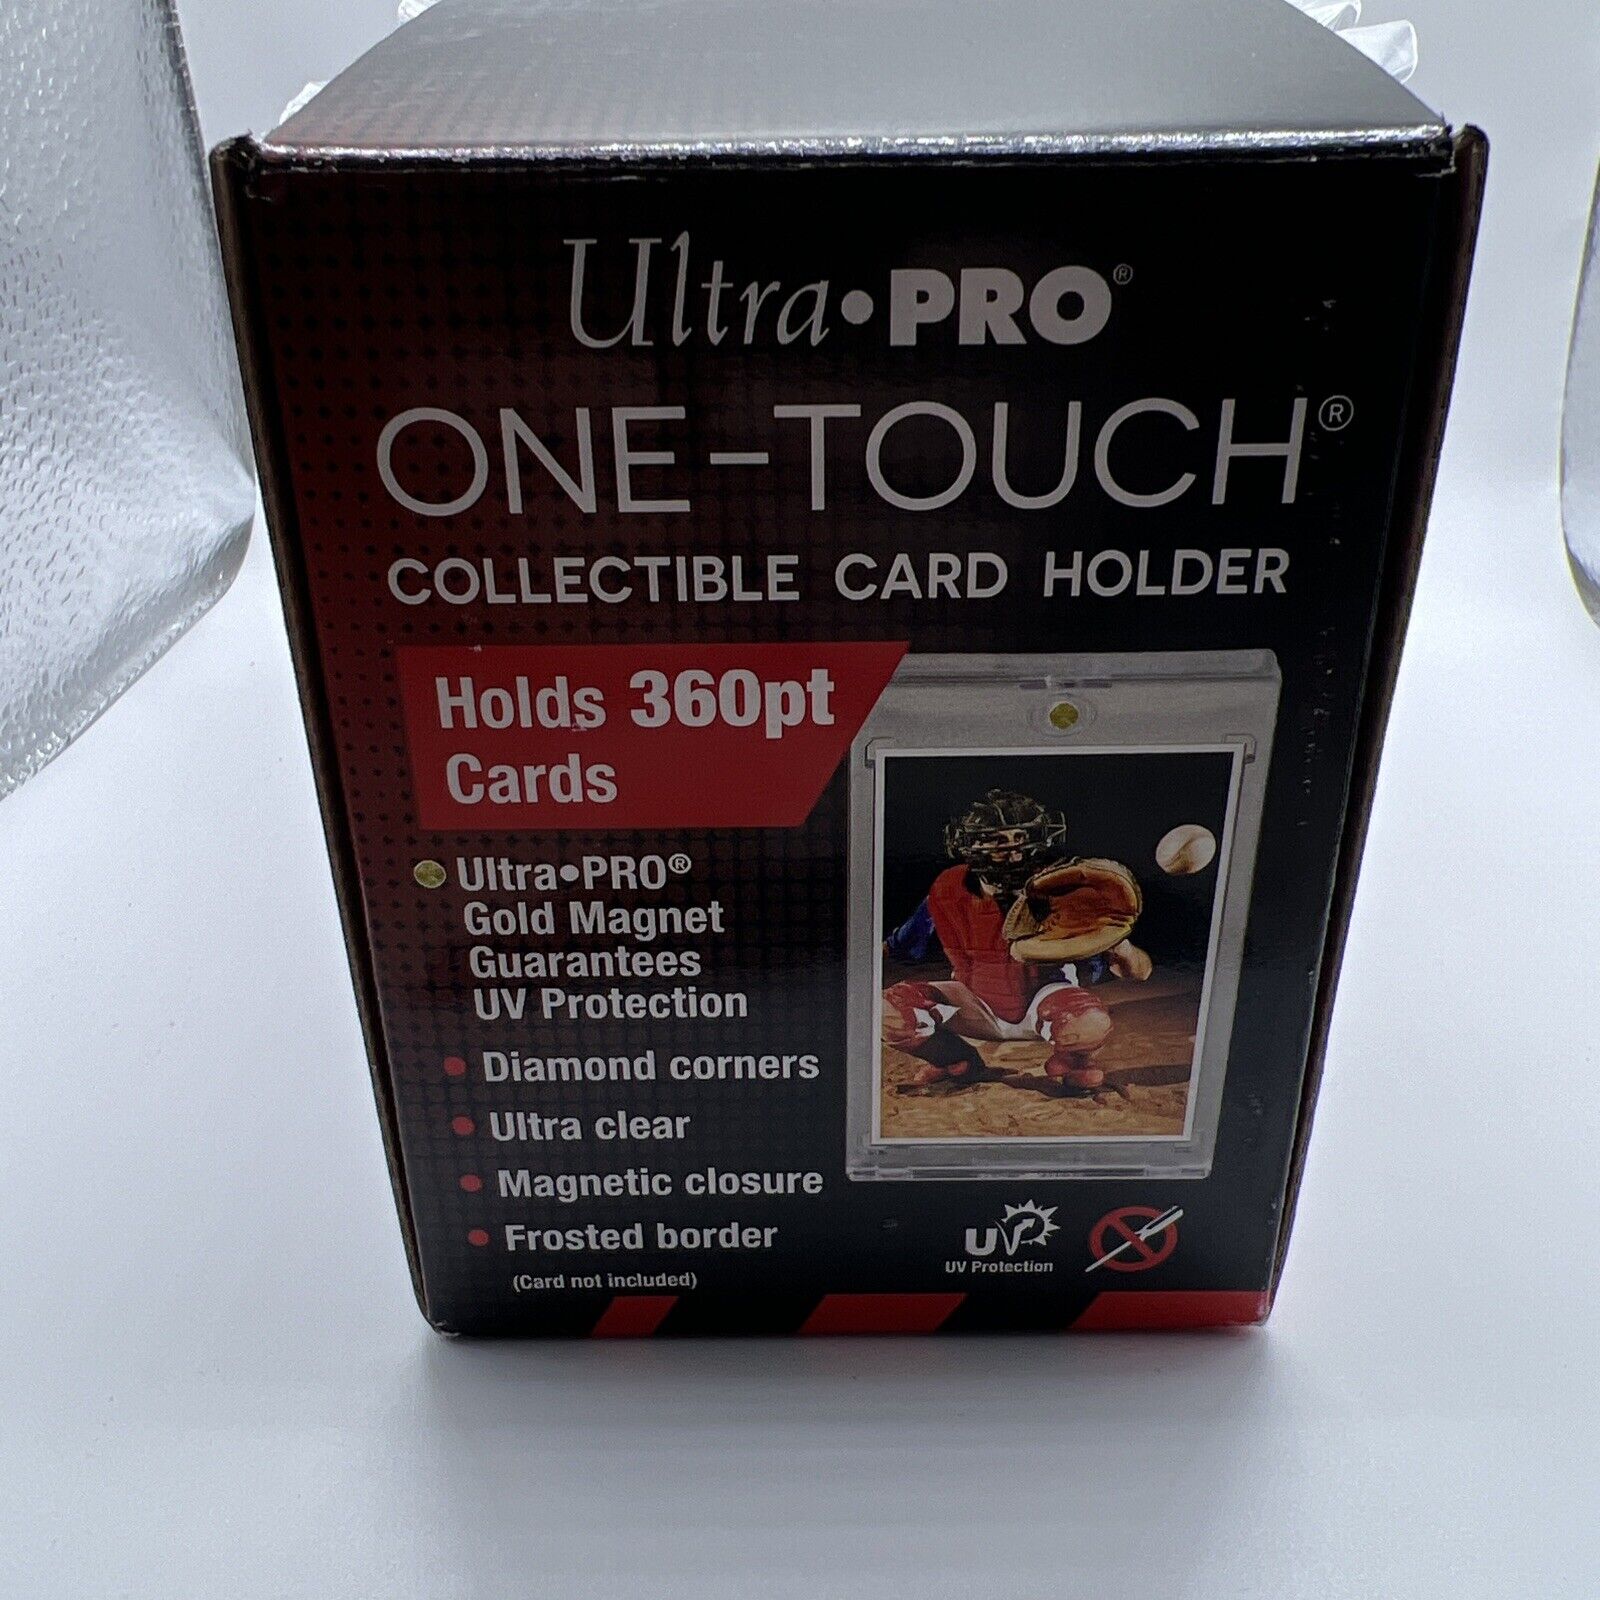 Ultra•PRO®
ONE-TOUCH®
COLLECTIBLE CARD HOLDER
Holds 360pt
Cards
Ultra•PRO®
Gold Magnet
Guarantees
UV Protection
• Diamond corners
• Ultra clear
• Magnetic closure
• Frosted border
(Card not included)
UV
UV Protection